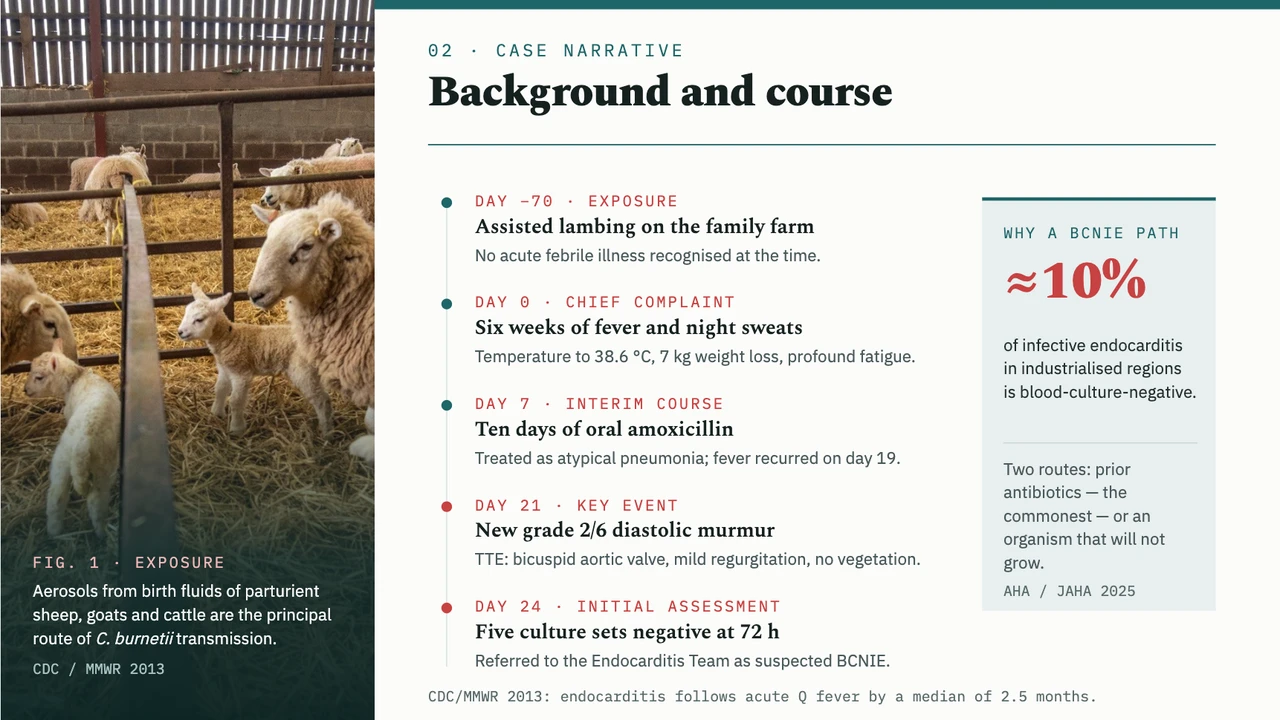 02 · CASE NARRATIVE
Background and course
DAY −70 · EXPOSURE
Assisted lambing on the family farm
No acute febrile illness recognised at the time.
DAY 0 · CHIEF COMPLAINT
Six weeks of fever and night sweats
Temperature to 38.6 °C, 7 kg weight loss, profound fatigue.
DAY 7 · INTERIM COURSE
Ten days of oral amoxicillin
Treated as atypical pneumonia; fever recurred on day 19.
DAY 21 · KEY EVENT
New grade 2/6 diastolic murmur
TTE: bicuspid aortic valve, mild regurgitation, no vegetation.
DAY 24 · INITIAL ASSESSMENT
Five culture sets negative at 72 h
Referred to the Endocarditis Team as suspected BCNIE.
WHY A BCNIE PATH
≈10%
of infective endocarditis
in industrialised regions
is blood-culture-negative.
Two routes: prior
antibiotics — the
commonest — or an
organism that will not
grow.
AHA / JAHA 2025
FIG. 1 · EXPOSURE
Aerosols from birth fluids of parturient
sheep, goats and cattle are the principal
route of C. burnetii transmission.
CDC / MMWR 2013
CDC/MMWR 2013: endocarditis follows acute Q fever by a median of 2.5 months.